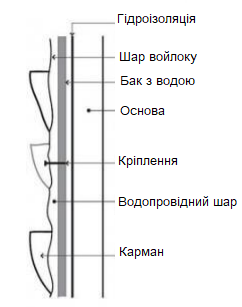 Гідроізоляція
Шар войлоку
Бак з водою
Основа
Кріплення
Водопровідний шар
Карман